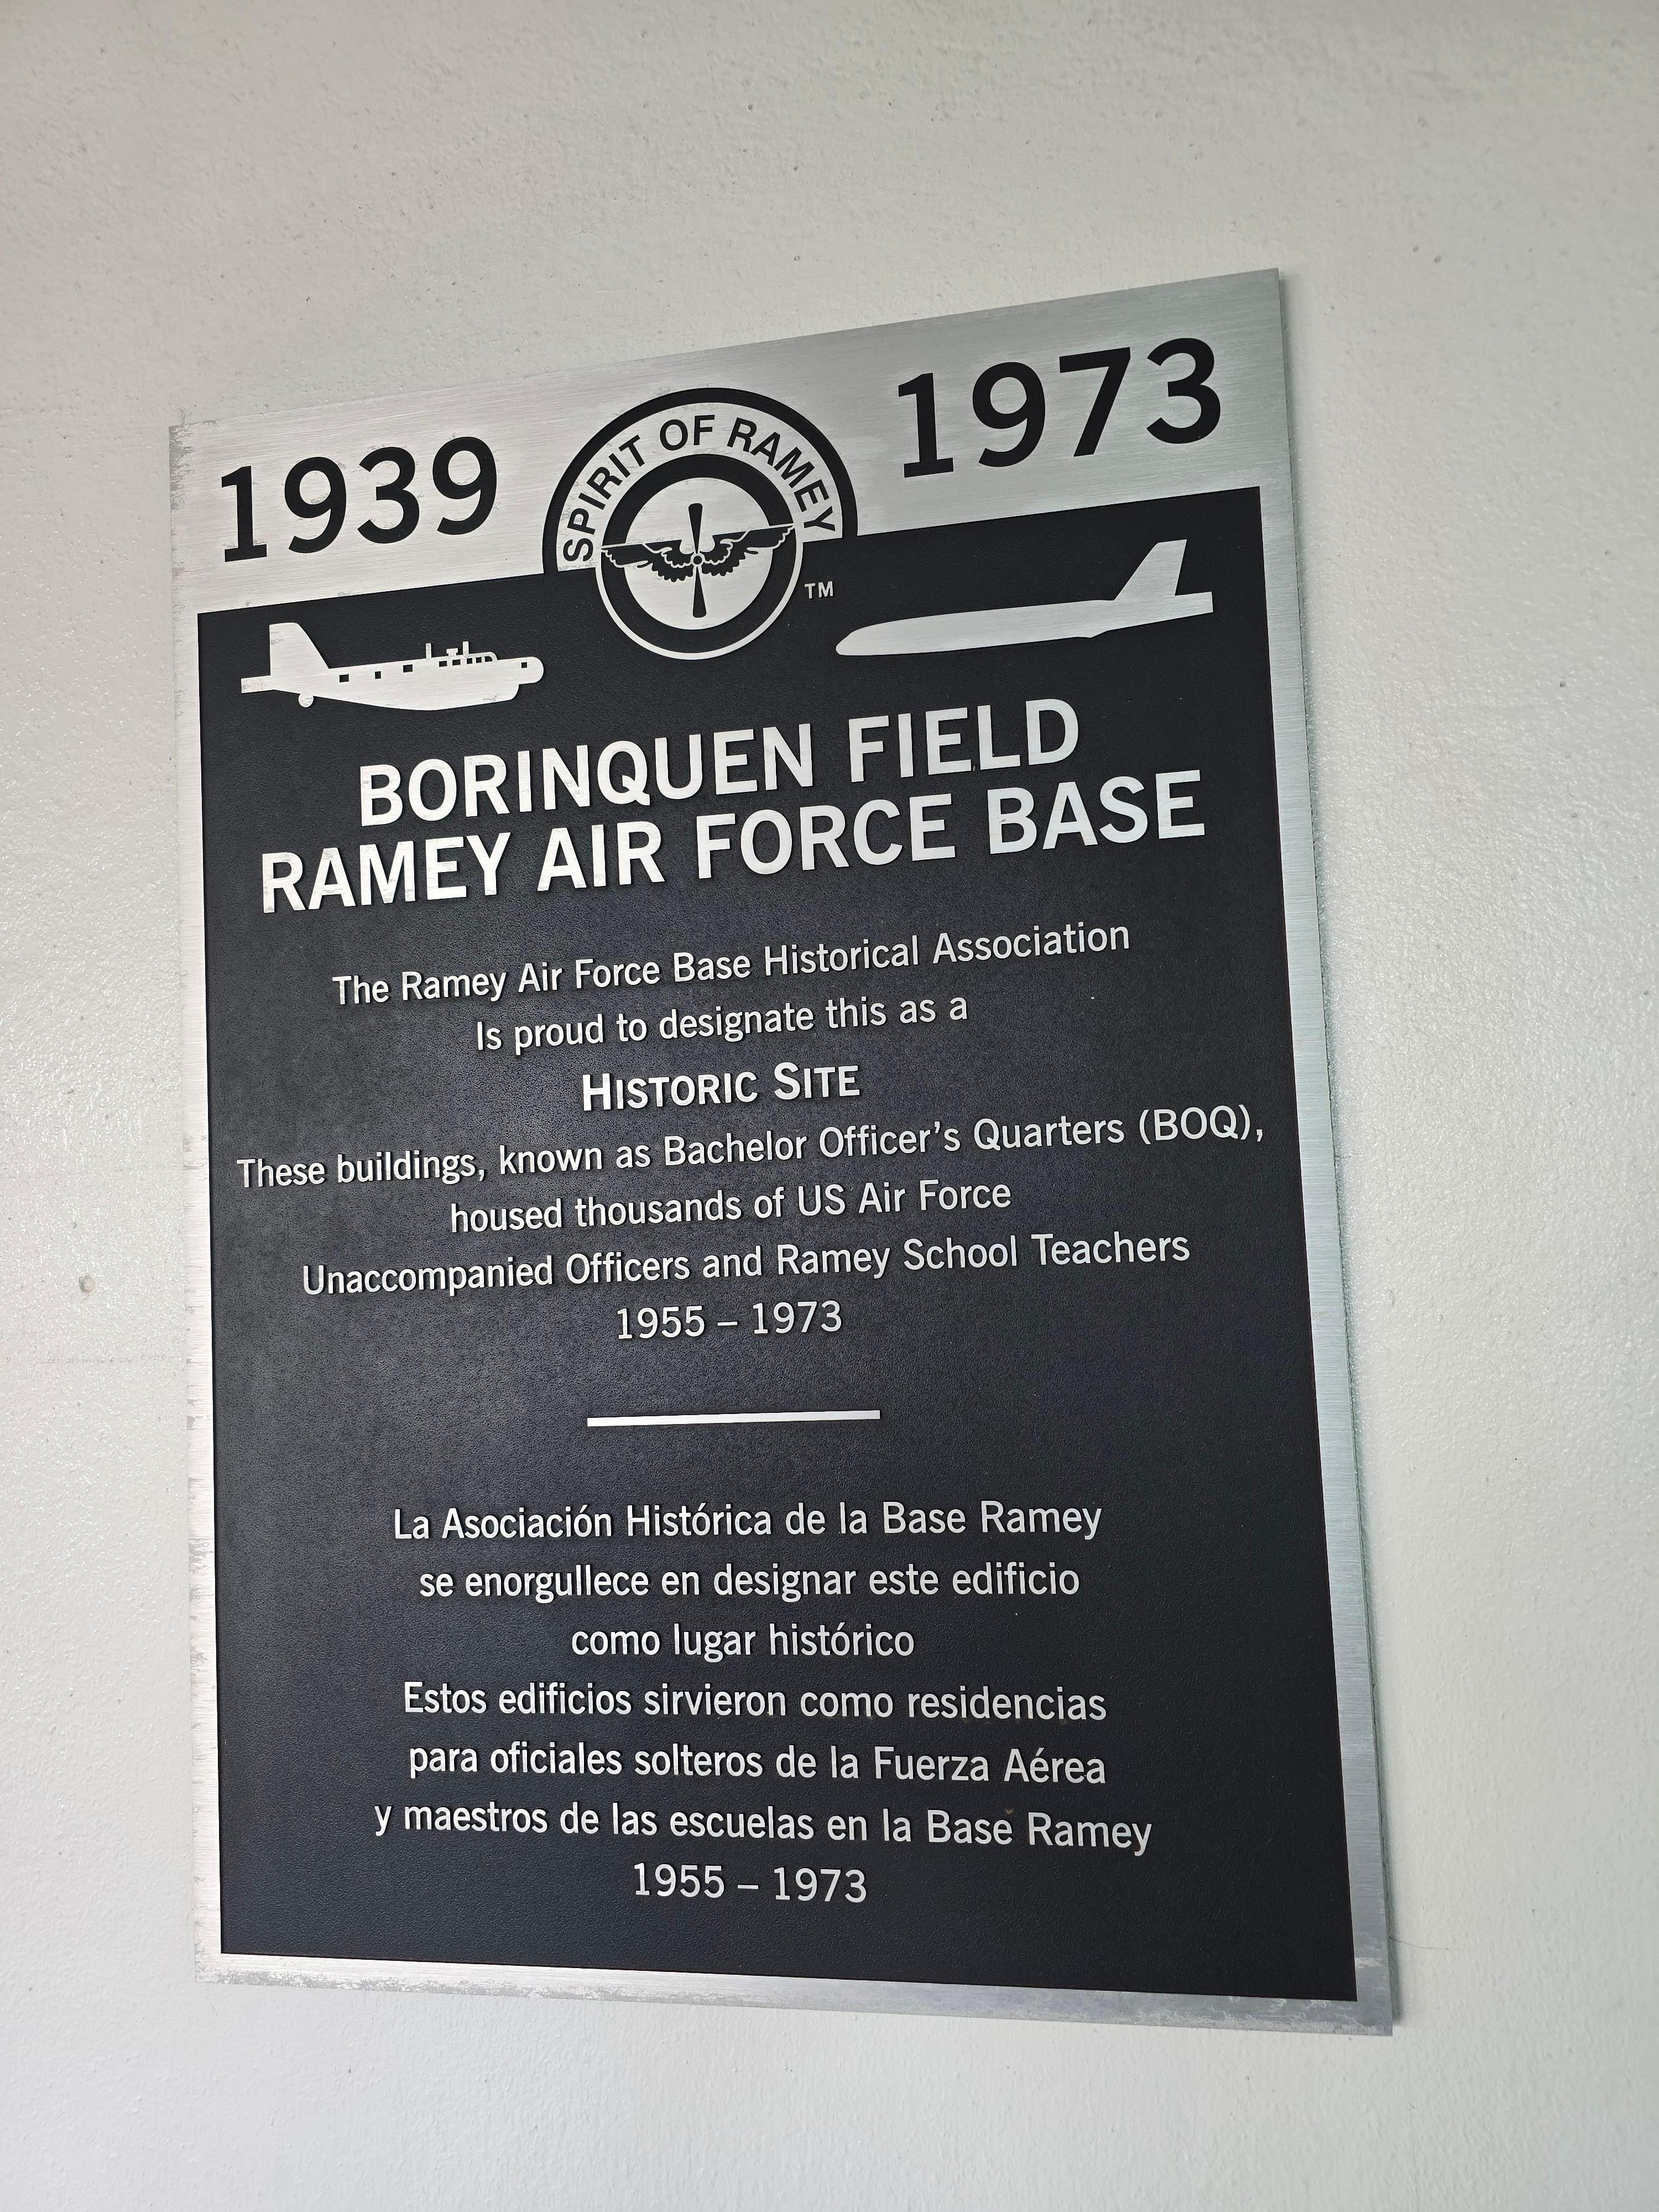 1939
SPIRIT OF RAMEY
1973
TM
BORINQUEN FIELD
RAMEY AIR FORCE BASE
The Ramey Air Force Base Historical Association
Is proud to designate this as a
HISTORIC SITE
These buildings, known as Bachelor Officer’s Quarters (BOQ),
housed thousands of US Air Force
Unaccompanied Officers and Ramey School Teachers
1955 – 1973
La Asociación Histórica de la Base Ramey
se enorgullece en designar este edificio
como lugar histórico
Estos edificios sirvieron como residencias
para oficiales solteros de la Fuerza Aérea
y maestros de las escuelas en la Base Ramey
1955 – 1973